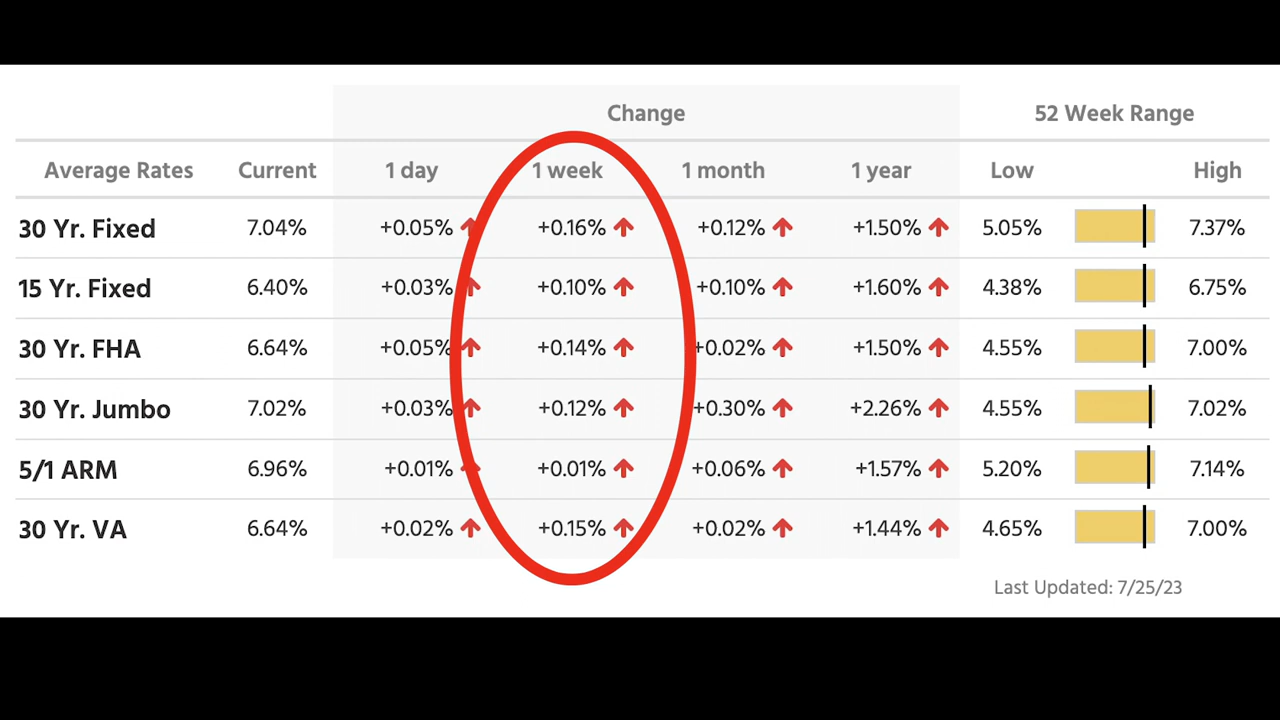 Change 52 Week Range
Average Rates Current 1 day 1 week 1 month 1 year Low High
30 Yr. Fixed 7.04% +0.05% +0.16% +0.12% +1.50% 5.05% 7.37%
15 Yr. Fixed 6.40% +0.03% +0.10% +0.10% +1.60% 4.38% 6.75%
30 Yr. FHA 6.64% +0.05% +0.14% +0.02% +1.50% 4.55% 7.00%
30 Yr. Jumbo 7.02% +0.03% +0.12% +0.30% +2.26% 4.55% 7.02%
5/1 ARM 6.96% +0.01% +0.01% +0.06% +1.57% 5.20% 7.14%
30 Yr. VA 6.64% +0.02% +0.15% +0.02% +1.44% 4.65% 7.00%
Last Updated: 7/25/23